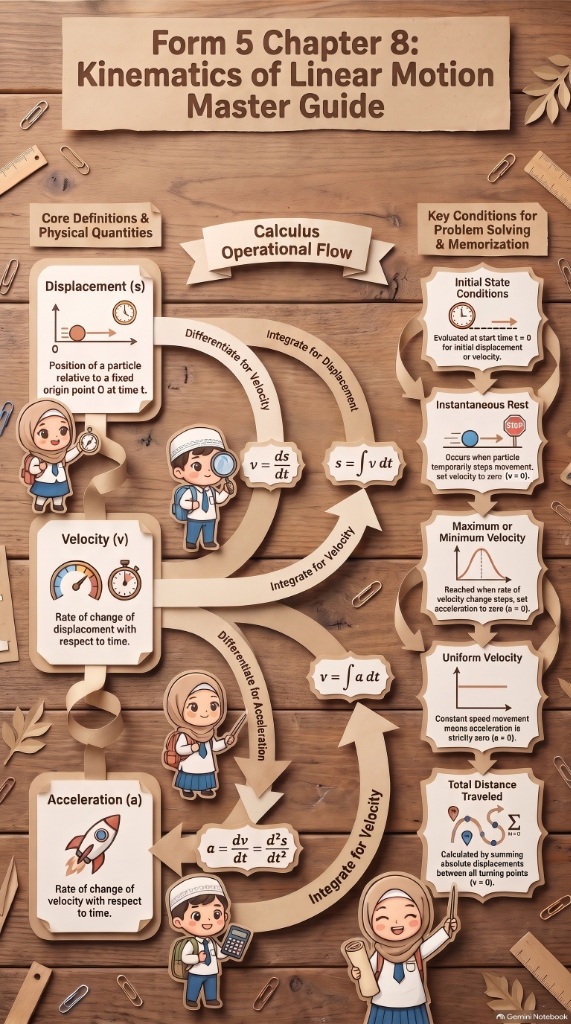 Form 5 Chapter 8:
Kinematics of Linear Motion
Master Guide
Core Definitions &
Physical Quantities
Calculus
Operational Flow
Key Conditions for
Problem Solving
& Memorization
Displacement (s)
0
Position of a particle
relative to a fixed
origin point O at time t.
Velocity (v)
Rate of change of
displacement with
respect to time.
Acceleration (a)
Rate of change of
velocity with respect
to time.
Differentiate for Velocity
Integrate for Displacement
v = ds/dt
s = ∫ v dt
Integrate for Velocity
Differentiate for Acceleration
v = ∫ a dt
a = dv/dt = d²s/dt²
Integrate for Velocity
Initial State
Conditions
Evaluated at start time t = 0
for initial displacement
or velocity.
Instantaneous Rest
STOP
Occurs when particle
temporarily steps movement,
set velocity to zero (v = 0).
Maximum or
Minimum Velocity
Reached when rate of
velocity change steps, set
acceleration to zero (a = 0).
Uniform Velocity
Constant speed movement
means acceleration is
strictly zero (a = 0).
Total Distance
Traveled
Σ
Calculated by summing
absolute displacements
between all turning points
(v = 0).
Gemini Notebook